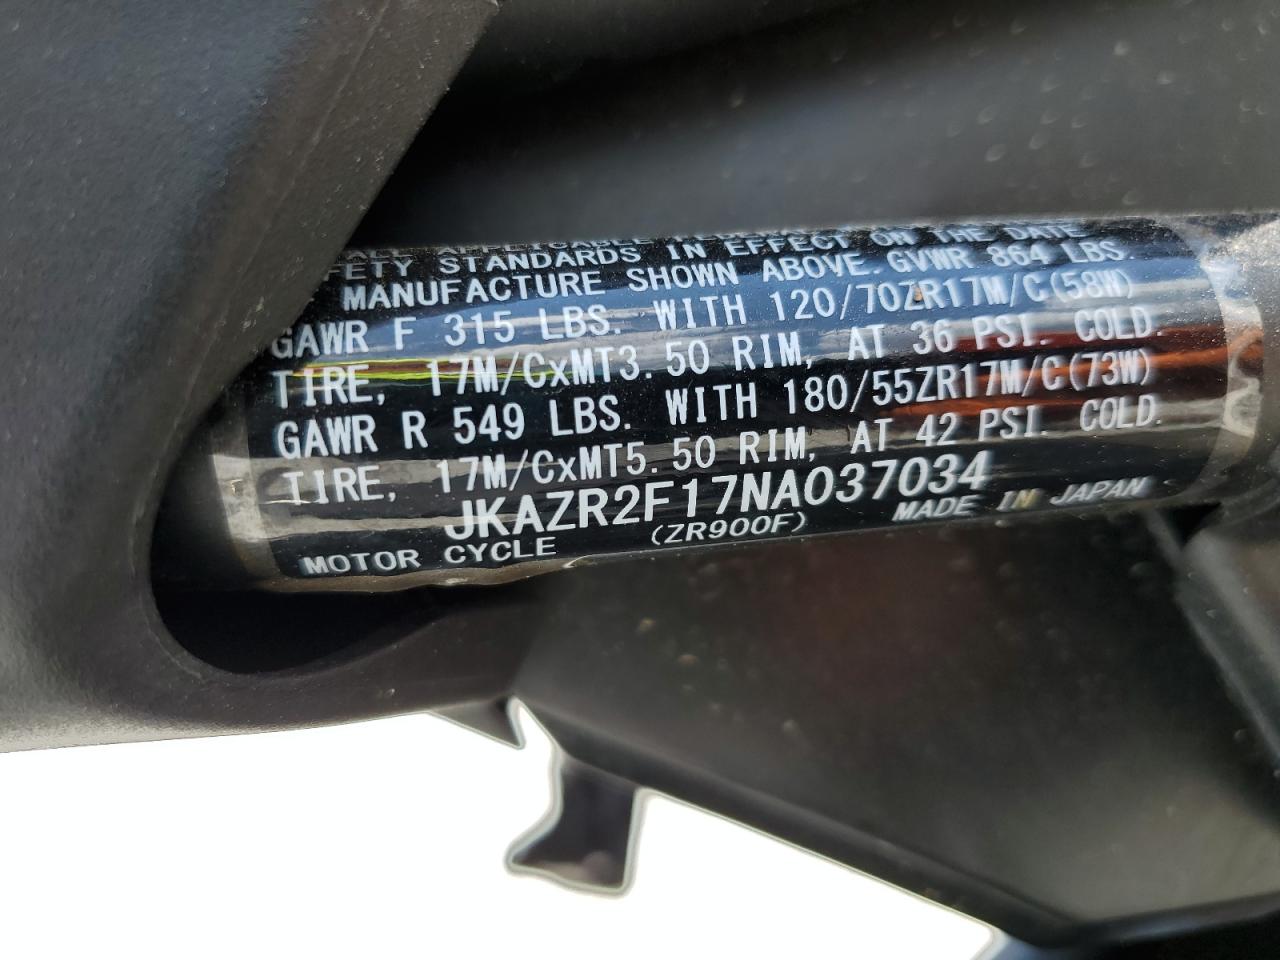 ALL APPLICABLE
FETY STANDARDS IN EFFECT ON THE DATE
MANUFACTURE SHOWN ABOVE. GVWR 864 LBS.
GAWR F 315 LBS. WITH 120/70ZR17M/C(58W)
TIRE, 17M/CxMT3.50 RIM, AT 36 PSI. COLD.
GAWR R 549 LBS. WITH 180/55ZR17M/C(73W)
TIRE, 17M/CxMT5.50 RIM, AT 42 PSI. COLD.
JKAZR2F17NA037034
MOTOR CYCLE (ZR900F) MADE IN JAPAN